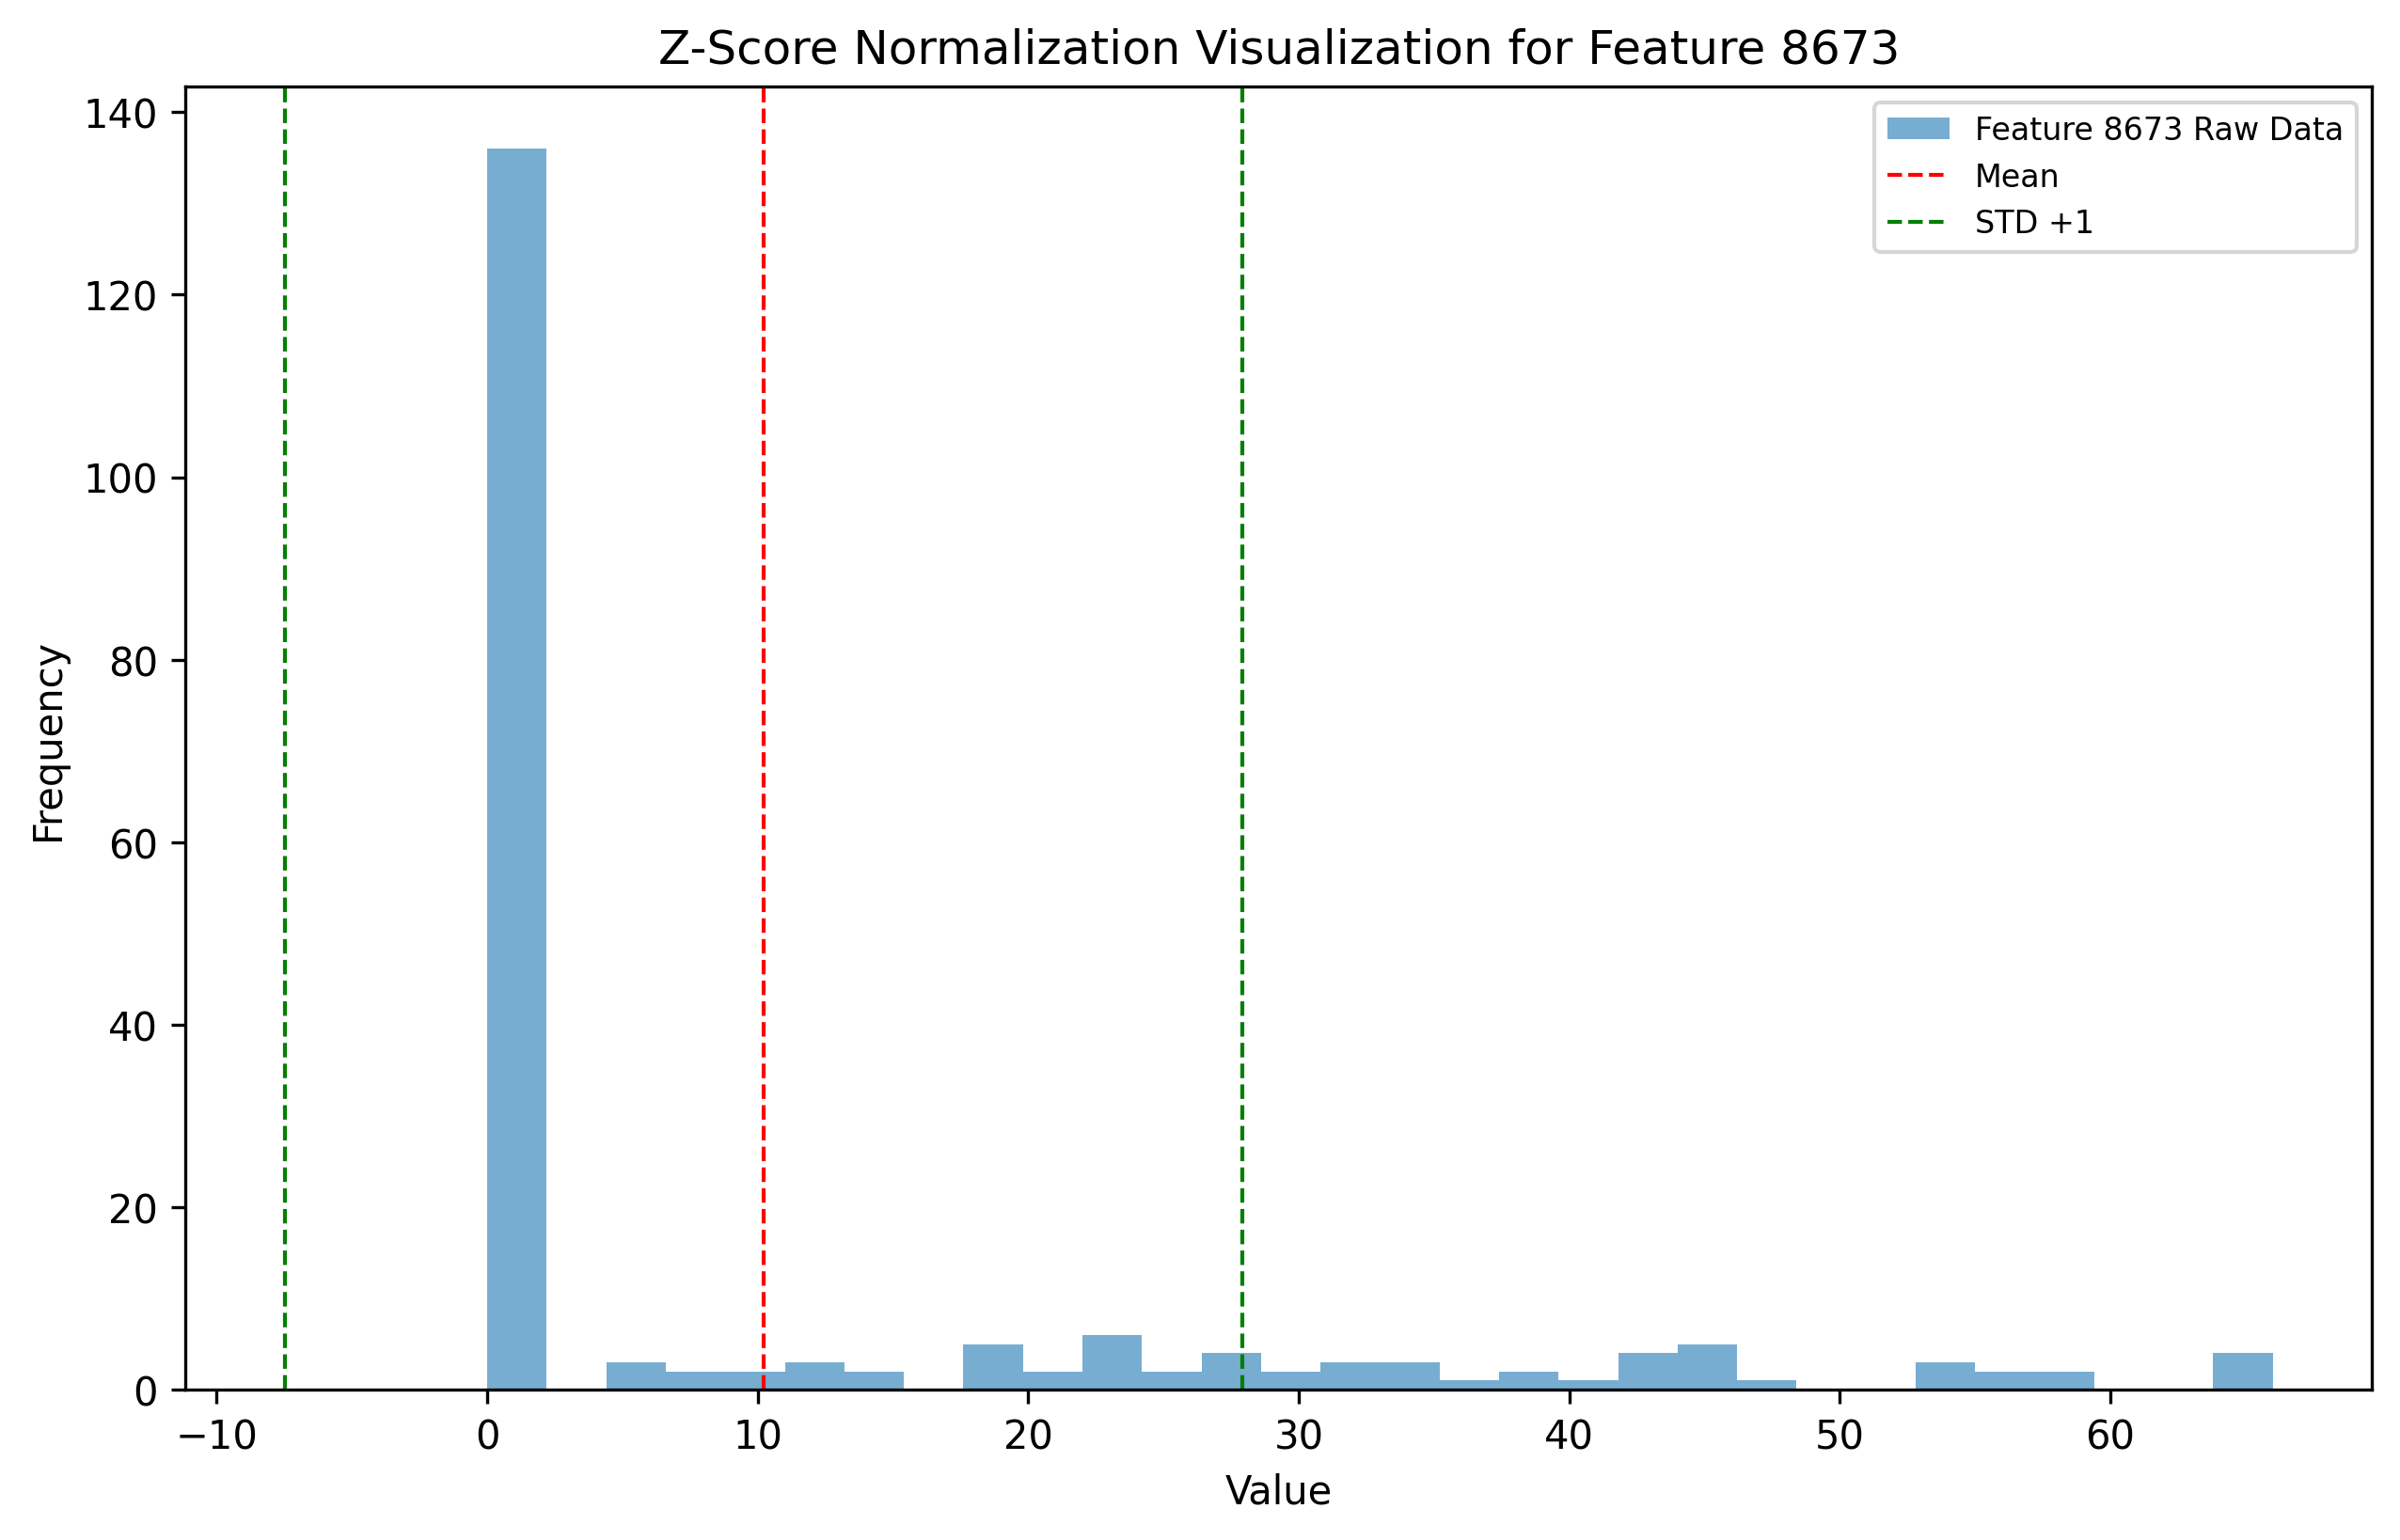 Z-Score Normalization Visualization for Feature 8673
Feature 8673 Raw Data
Mean
STD +1
140
120
100
80
60
40
20
0
Frequency
−10 0 10 20 30 40 50 60
Value